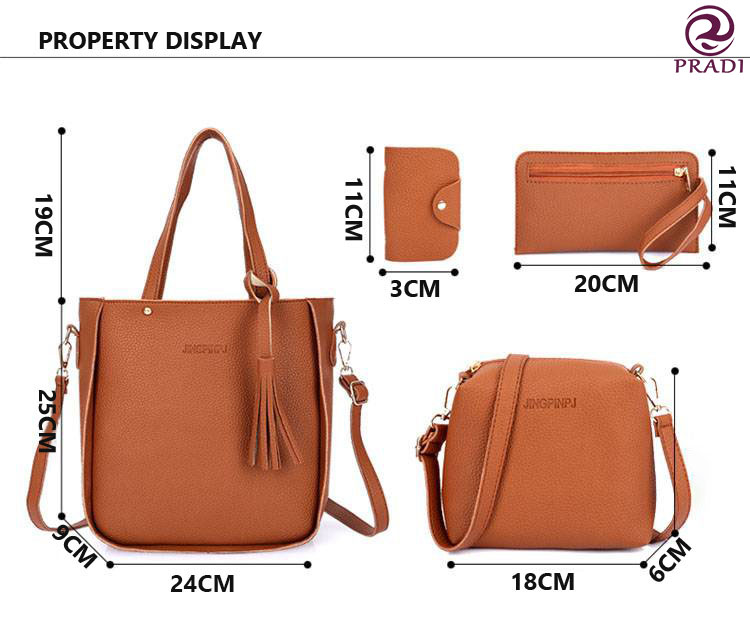 PROPERTY DISPLAY
PRADI
19CM
25CM
9CM
24CM
JINGPINPJ
11CM
3CM
11CM
20CM
JINGPINPJ
18CM
6CM